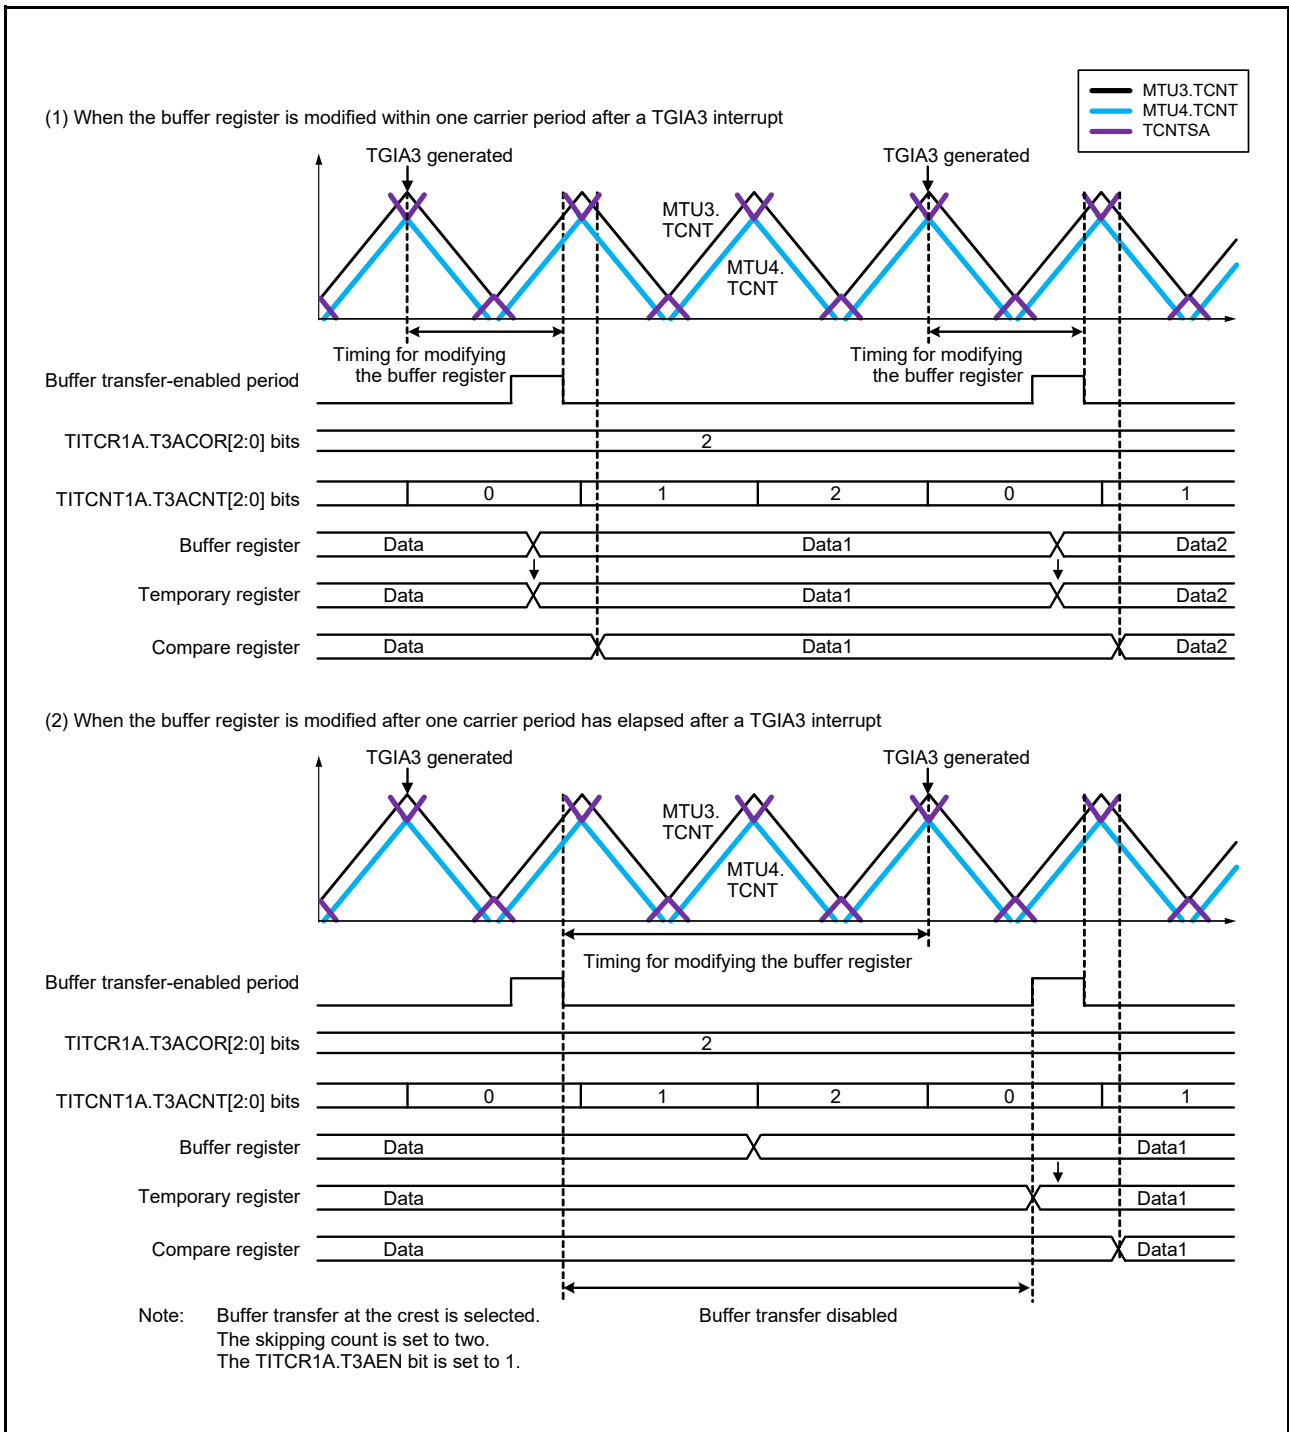 MTU3.TCNT
MTU4.TCNT
TCNTSA
(1) When the buffer register is modified within one carrier period after a TGIA3 interrupt
TGIA3 generated
TGIA3 generated
MTU3.
TCNT
MTU4.
TCNT
Timing for modifying
the buffer register
Timing for modifying
the buffer register
Buffer transfer-enabled period
TITCR1A.T3ACOR[2:0] bits
2
TITCNT1A.T3ACNT[2:0] bits
0 1 2 0 1
Buffer register
Data Data1 Data2
Temporary register
Data Data1 Data2
Compare register
Data Data1 Data2
(2) When the buffer register is modified after one carrier period has elapsed after a TGIA3 interrupt
TGIA3 generated
TGIA3 generated
MTU3.
TCNT
MTU4.
TCNT
Timing for modifying the buffer register
Buffer transfer-enabled period
TITCR1A.T3ACOR[2:0] bits
2
TITCNT1A.T3ACNT[2:0] bits
0 1 2 0 1
Buffer register
Data Data1
Temporary register
Data Data1
Compare register
Data Data1
Buffer transfer disabled
Note: Buffer transfer at the crest is selected.
The skipping count is set to two.
The TITCR1A.T3AEN bit is set to 1.